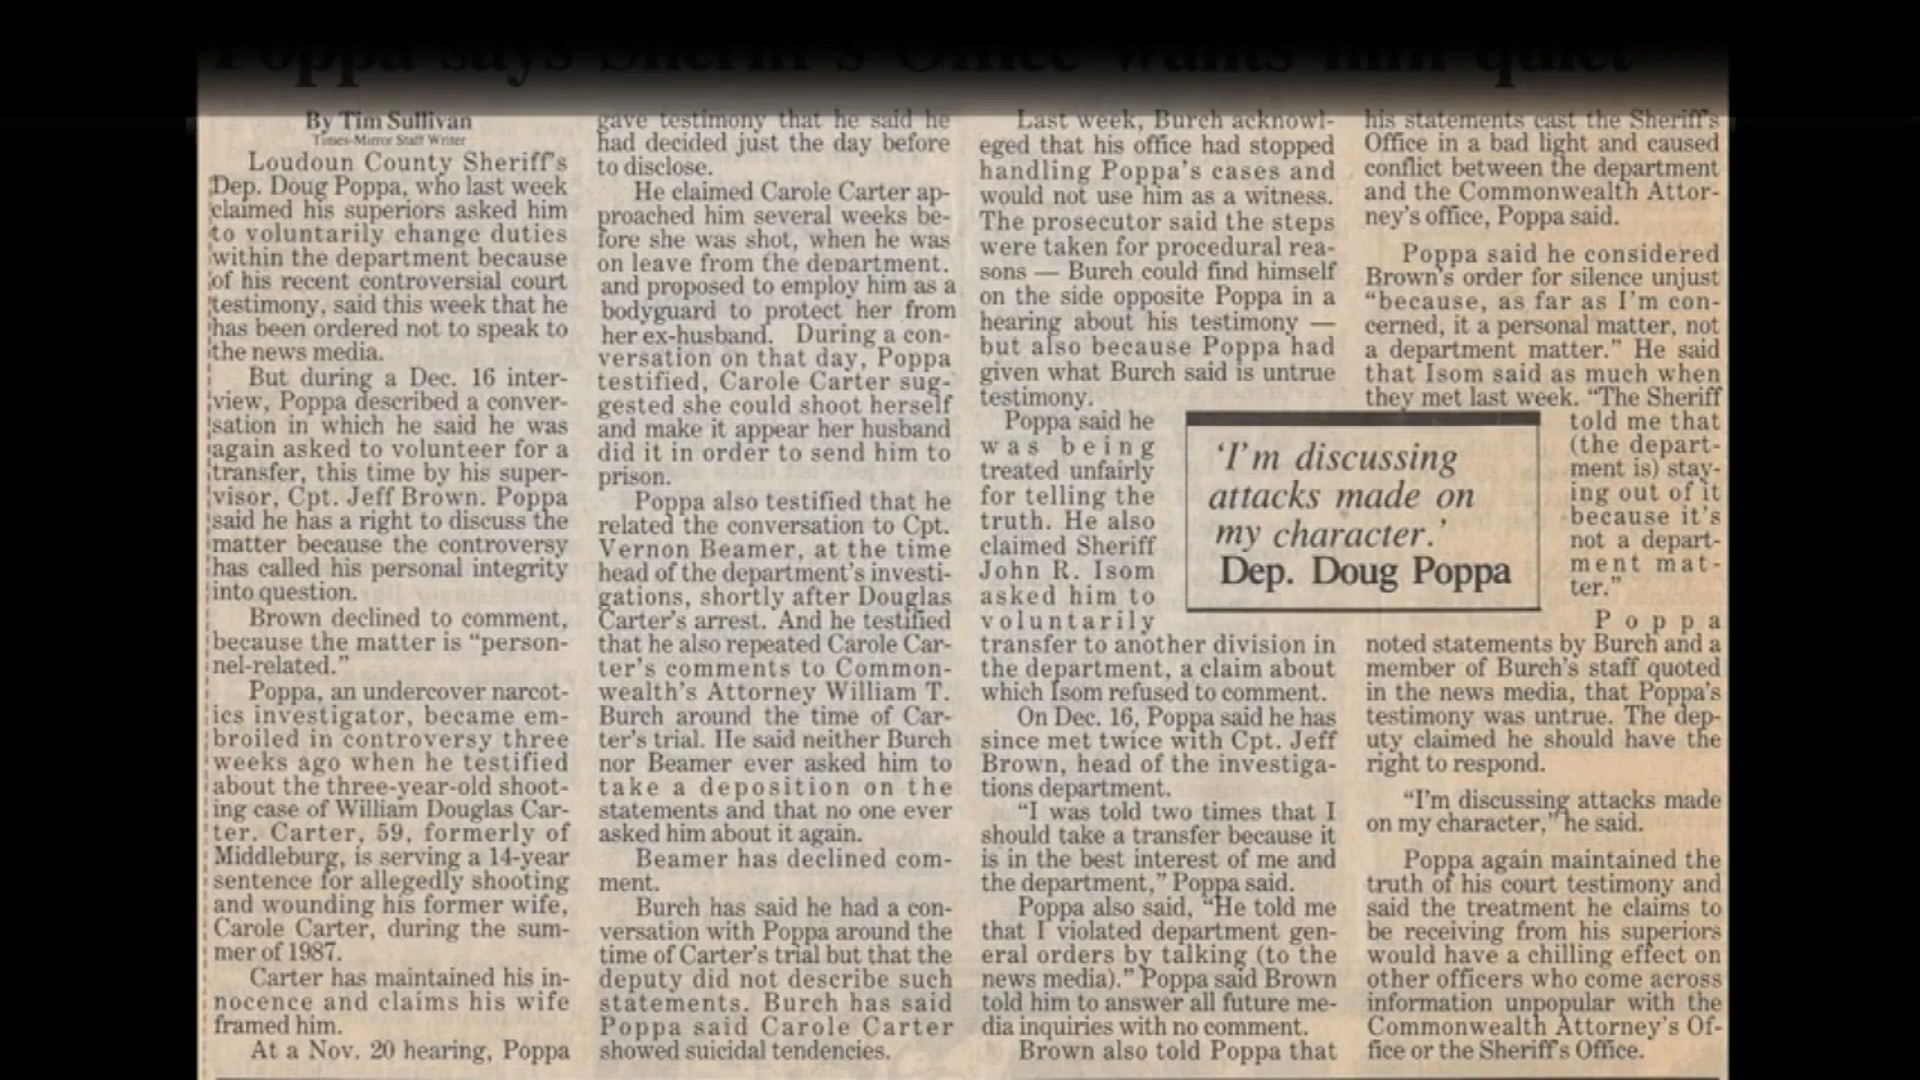 Poppa says Sheriff's Office wants him quiet
By Tim Sullivan
Times-Mirror Staff Writer
Loudoun County Sheriff's
Dep. Doug Poppa, who last week
claimed his superiors asked him
to voluntarily change duties
within the department because
of his recent controversial court
testimony, said this week that he
has been ordered not to speak to
the news media.
But during a Dec. 16 inter-
view, Poppa described a conver-
sation in which he said he was
again asked to volunteer for a
transfer, this time by his super-
visor, Cpt. Jeff Brown. Poppa
said he has a right to discuss the
matter because the controversy
has called his personal integrity
into question.
Brown declined to comment,
because the matter is "person-
nel-related."
Poppa, an undercover narcot-
ics investigator, became em-
broiled in controversy three
weeks ago when he testified
about the three-year-old shoot-
ing case of William Douglas Car-
ter. Carter, 59, formerly of
Middleburg, is serving a 14-year
sentence for allegedly shooting
and wounding his former wife,
Carole Carter, during the sum-
mer of 1987.
Carter has maintained his in-
nocence and claims his wife
framed him.
At a Nov. 20 hearing, Poppa
gave testimony that he said he
had decided just the day before
to disclose.
He claimed Carole Carter ap-
proached him several weeks be-
fore she was shot, when he was
on leave from the department,
and proposed to employ him as a
bodyguard to protect her from
her ex-husband. During a con-
versation on that day, Poppa
testified, Carole Carter sug-
gested she could shoot herself
and make it appear her husband
did it in order to send him to
prison.
Poppa also testified that he
related the conversation to Cpt.
Vernon Beamer, at the time
head of the department's investi-
gations, shortly after Douglas
Carter's arrest. And he testified
that he also repeated Carole Car-
ter's comments to Common-
wealth's Attorney William T.
Burch around the time of Car-
ter's trial. He said neither Burch
nor Beamer ever asked him to
take a deposition on the
statements and that no one ever
asked him about it again.
Beamer has declined com-
ment.
Burch has said he had a con-
versation with Poppa around the
time of Carter's trial but that the
deputy did not describe such
statements. Burch has said
Poppa said Carole Carter
showed suicidal tendencies.
Last week, Burch acknowl-
eged that his office had stopped
handling Poppa's cases and
would not use him as a witness.
The prosecutor said the steps
were taken for procedural rea-
sons — Burch could find himself
on the side opposite Poppa in a
hearing about his testimony —
but also because Poppa had
given what Burch said is untrue
testimony.
Poppa said he
was being
treated unfairly
for telling the
truth. He also
claimed Sheriff
John R. Isom
asked him to
voluntarily
transfer to another division in
the department, a claim about
which Isom refused to comment.
On Dec. 16, Poppa said he has
since met twice with Cpt. Jeff
Brown, head of the investiga-
tions department.
"I was told two times that I
should take a transfer because it
is in the best interest of me and
the department," Poppa said.
Poppa also said, "He told me
that I violated department gen-
eral orders by talking (to the
news media)." Poppa said Brown
told him to answer all future me-
dia inquiries with no comment.
Brown also told Poppa that
'I'm discussing
attacks made on
my character.'
Dep. Doug Poppa
his statements cast the Sheriff's
Office in a bad light and caused
conflict between the department
and the Commonwealth Attor-
ney's office, Poppa said.
Poppa said he considered
Brown's order for silence unjust
"because, as far as I'm con-
cerned, it a personal matter, not
a department matter." He said
that Isom said as much when
they met last week. "The Sheriff
told me that
(the depart-
ment is) stay-
ing out of it
because it's
not a depart-
ment mat-
ter."
Poppa
noted statements by Burch and a
member of Burch's staff quoted
in the news media, that Poppa's
testimony was untrue. The dep-
uty claimed he should have the
right to respond.
"I'm discussing attacks made
on my character," he said.
Poppa again maintained the
truth of his court testimony and
said the treatment he claims to
be receiving from his superiors
would have a chilling effect on
other officers who come across
information unpopular with the
Commonwealth Attorney's Of-
fice or the Sheriff's Office.